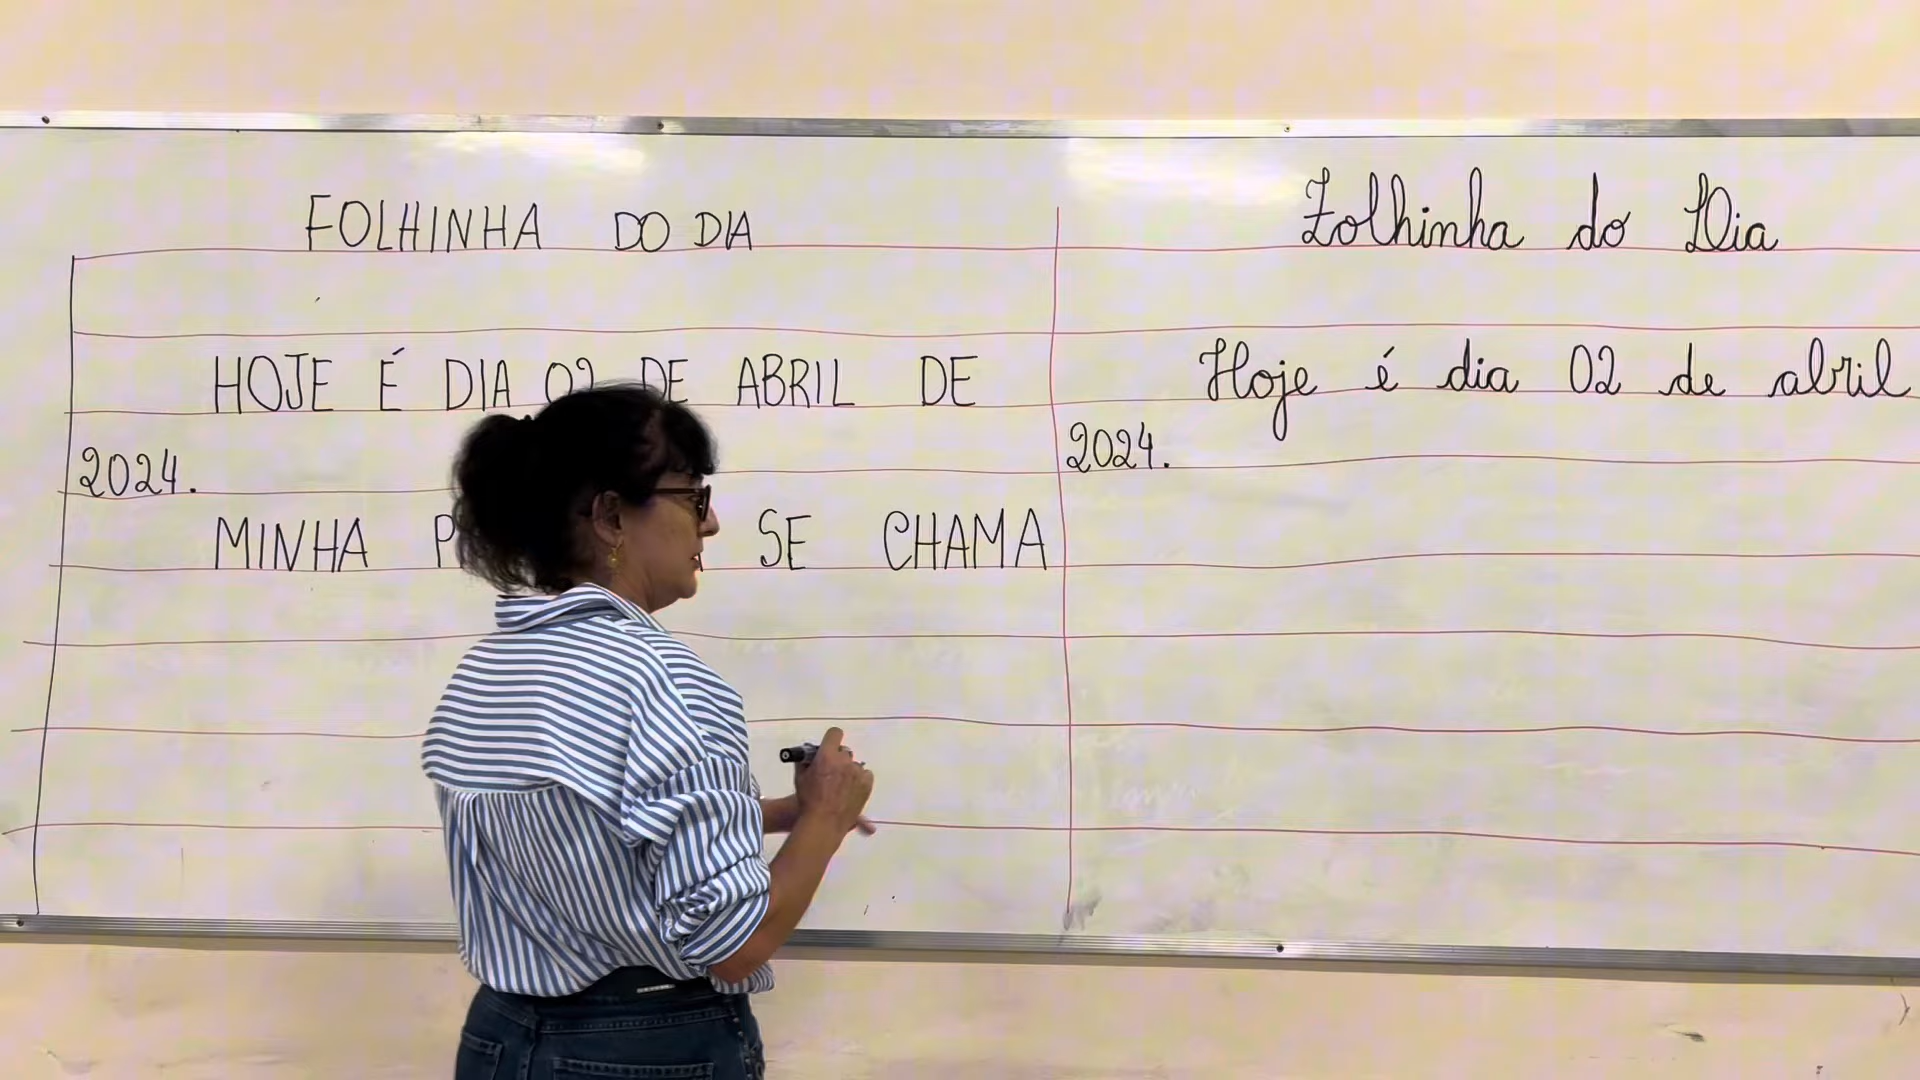 FOLHINHA DO DIA
HOJE É DIA 02 DE ABRIL DE
2024.
MINHA SE CHAMA
Folhinha do Dia
Hoje é dia 02 de abril
2024.